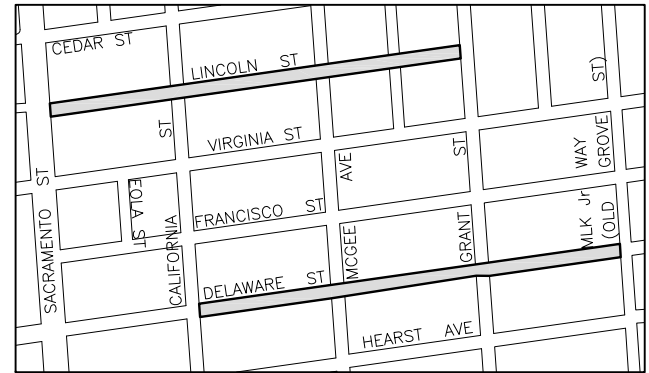 CEDAR ST
LINCOLN ST
VIRGINIA ST
FRANCISCO ST
DELAWARE ST
HEARST AVE
SACRAMENTO ST
EOLA ST
CALIFORNIA ST
MCGEE AVE
GRANT ST
MLK Jr WAY
(OLD GROVE ST)